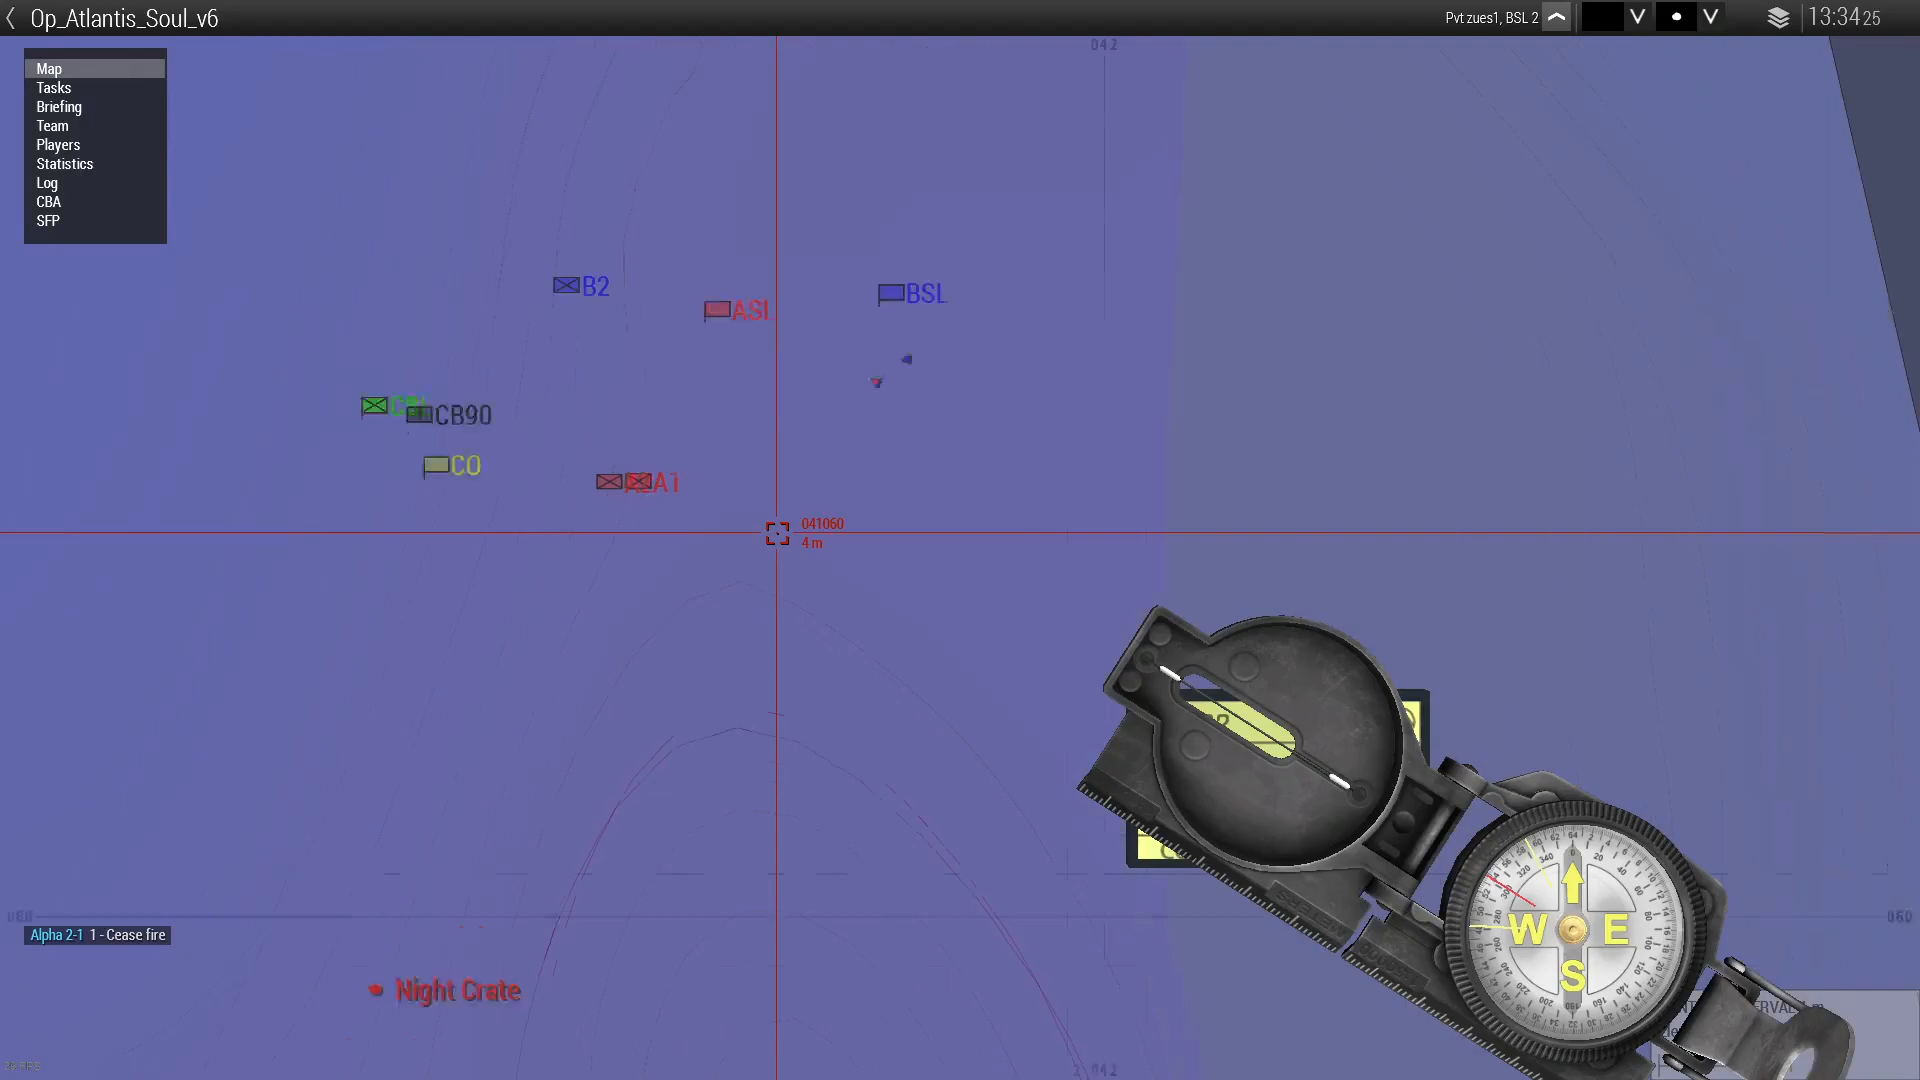 Op_Atlantis_Soul_v6
Pvt zues1, BSL 2
V
V
13:34 25
Map
Tasks
Briefing
Team
Players
Statistics
Log
CBA
SFP
042
B2
ASL
BSL
CB90
CO
A1
041060
4 m
060
Alpha 2-1 1 - Cease fire
Night Crate
W
E
S
042